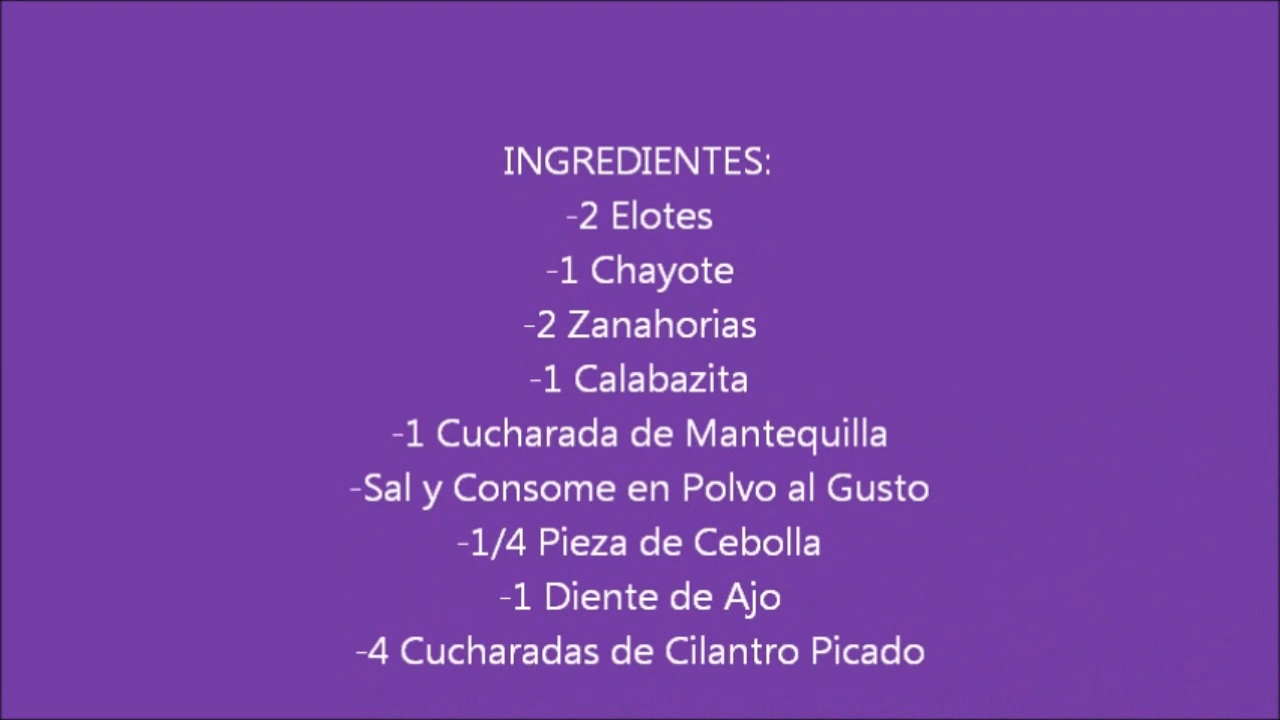 INGREDIENTES:
-2 Elotes
-1 Chayote
-2 Zanahorias
-1 Calabazita
-1 Cucharada de Mantequilla
-Sal y Consome en Polvo al Gusto
-1/4 Pieza de Cebolla
-1 Diente de Ajo
-4 Cucharadas de Cilantro Picado